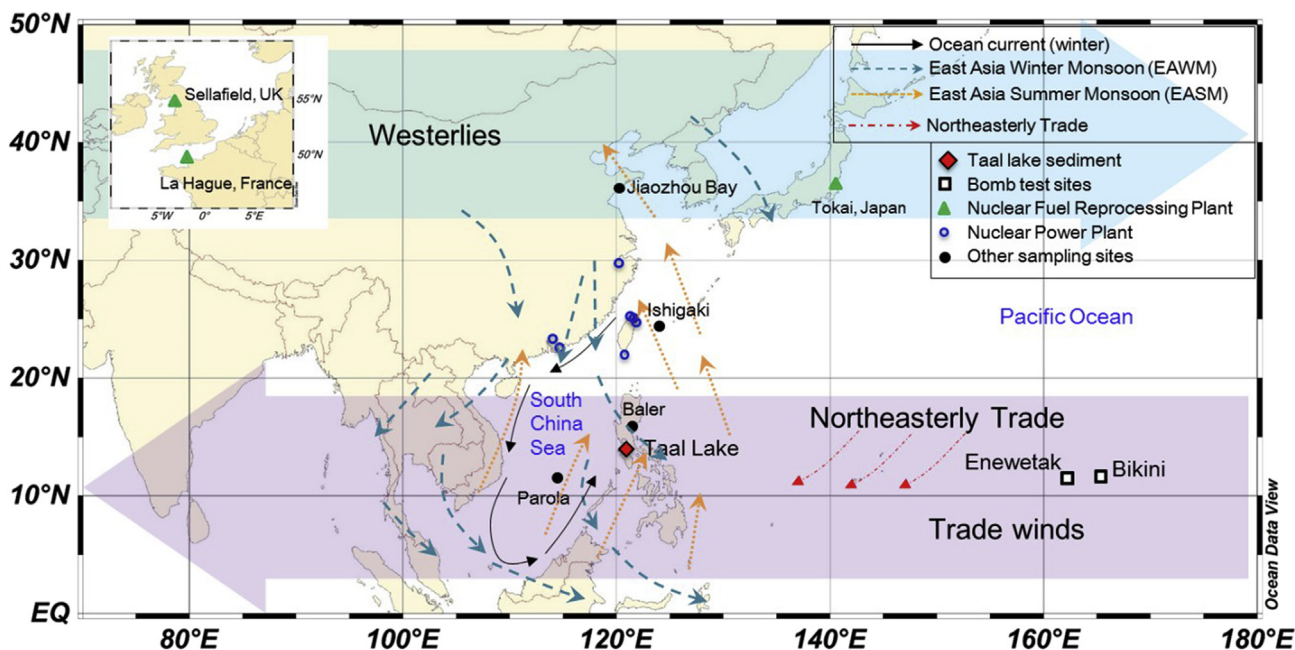 50°N
40°N
30°N
20°N
10°N
EQ
80°E
100°E
120°E
140°E
160°E
180°E
Sellafield, UK
La Hague, France
55°N
50°N
5°W
0°
5°E
Westerlies
Ocean current (winter)
East Asia Winter Monsoon (EAWM)
East Asia Summer Monsoon (EASM)
Northeasterly Trade
Taal lake sediment
Bomb test sites
Nuclear Fuel Reprocessing Plant
Nuclear Power Plant
Other sampling sites
Jiaozhou Bay
Tokai, Japan
Ishigaki
Pacific Ocean
South
China
Sea
Baler
Taal Lake
Parola
Northeasterly Trade
Enewetak
Bikini
Trade winds
Ocean Data View